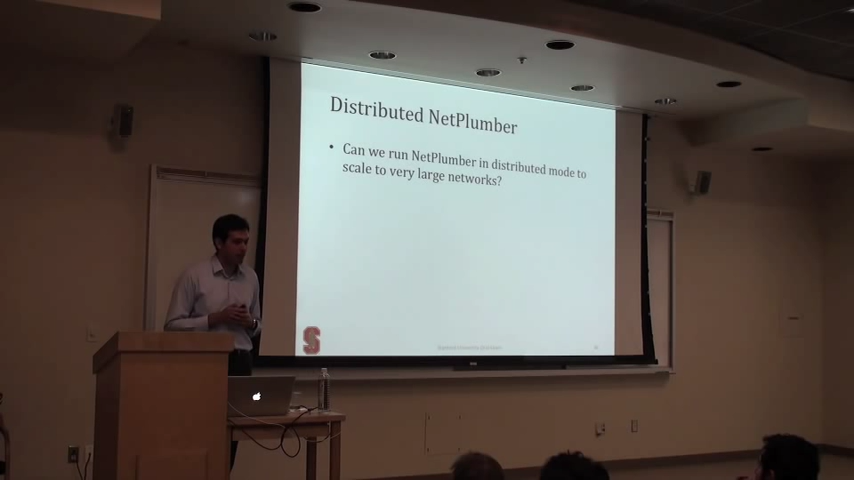 Distributed NetPlumber
• Can we run NetPlumber in distributed mode to
scale to very large networks?
S